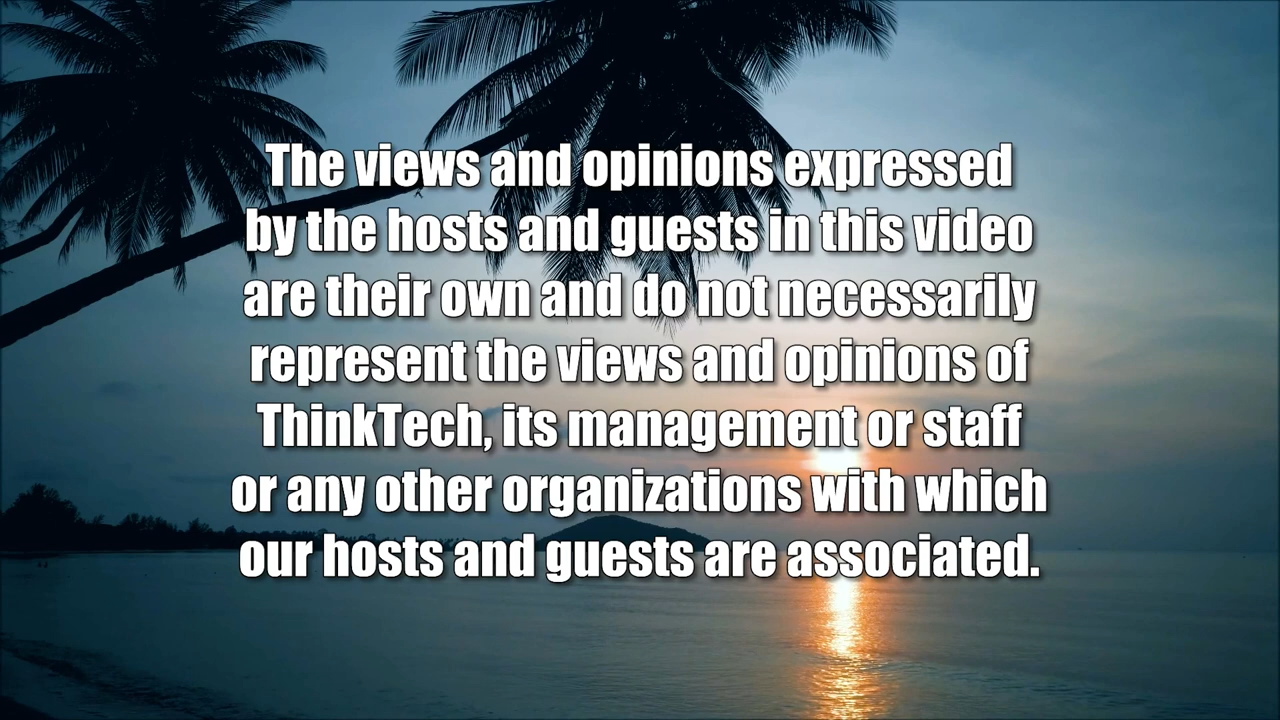 The views and opinions expressed
by the hosts and guests in this video
are their own and do not necessarily
represent the views and opinions of
ThinkTech, its management or staff
or any other organizations with which
our hosts and guests are associated.